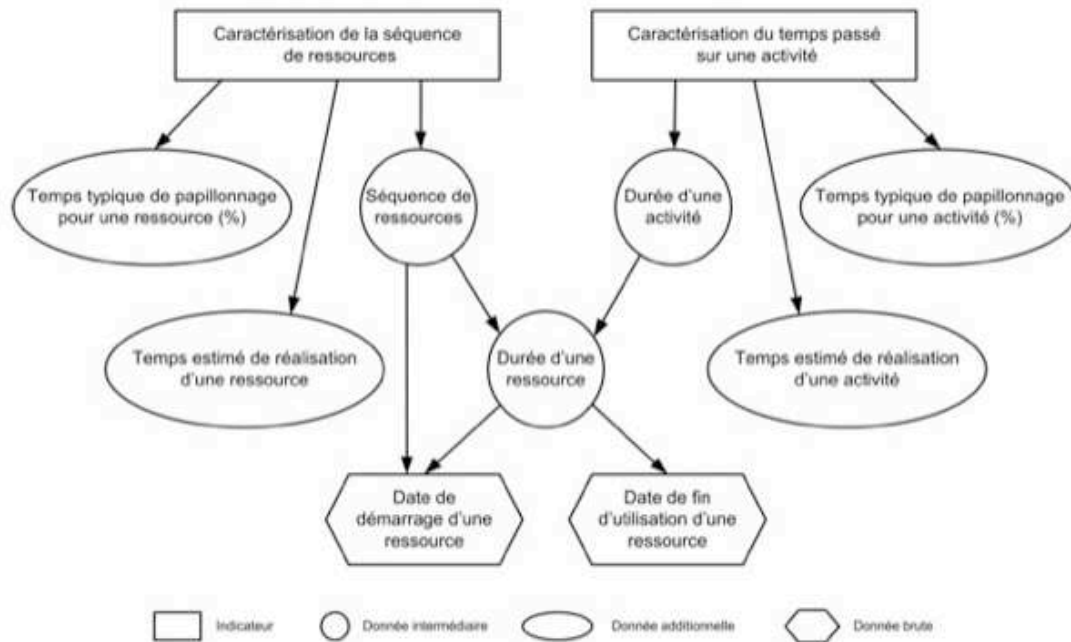 Caractérisation de la séquence
de ressources
Caractérisation du temps passé
sur une activité
Temps typique de papillonnage
pour une ressource (%)
Séquence de
ressources
Durée d'une
activité
Temps typique de papillonnage
pour une activité (%)
Temps estimé de réalisation
d'une ressource
Durée d'une
ressource
Temps estimé de réalisation
d'une activité
Date de
démarrage d'une
ressource
Date de fin
d'utilisation d'une
ressource
Indicateur
Donnée intermédiaire
Donnée additionnelle
Donnée brute